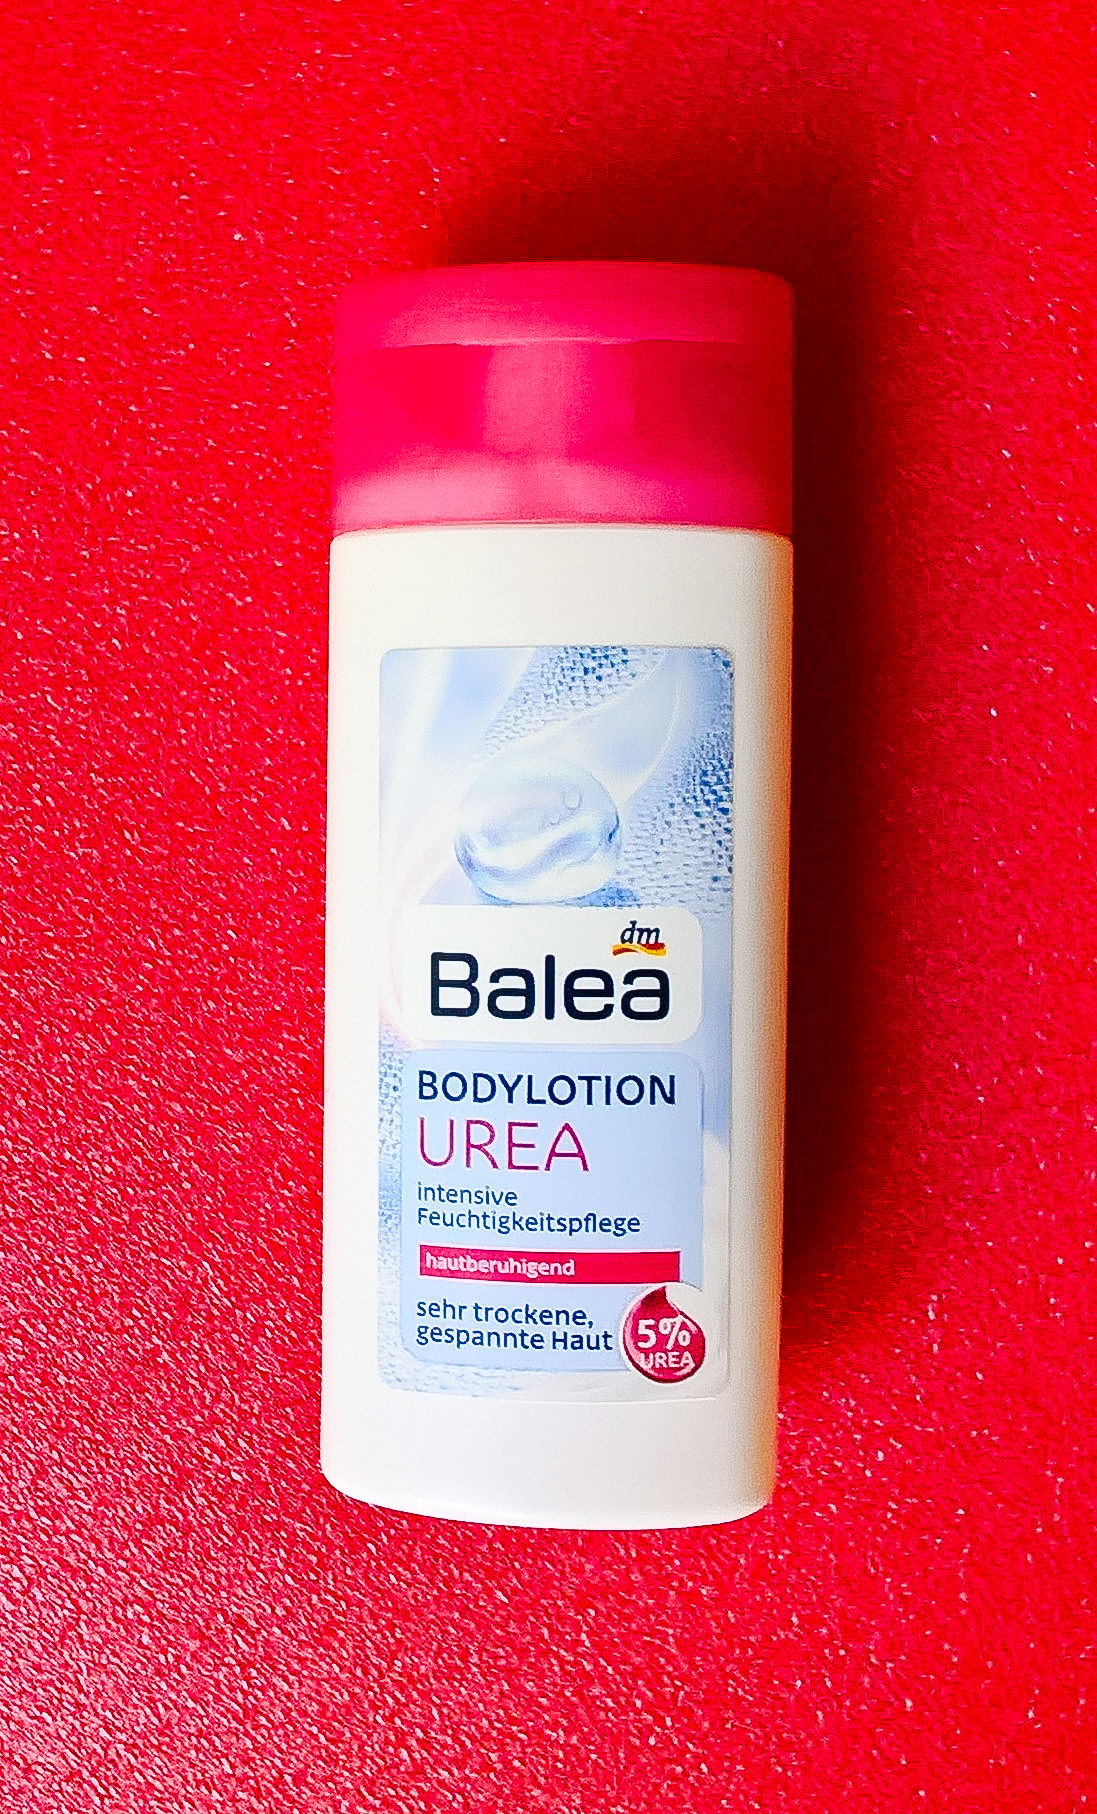 dm
Balea
BODYLOTION
UREA
intensive
Feuchtigkeitspflege
hautberuhigend
sehr trockene,
gespannte Haut
5%
UREA